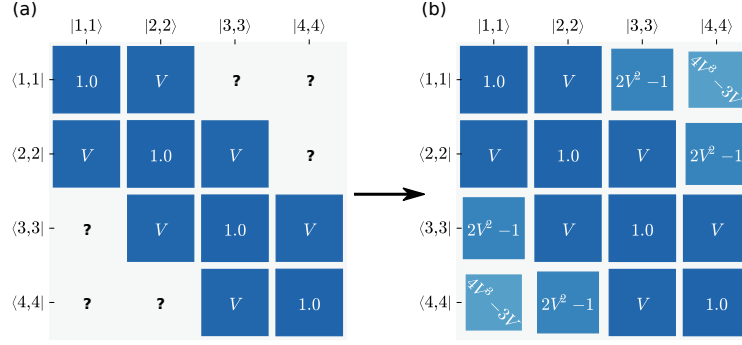 (a)
|1,1⟩ |2,2⟩ |3,3⟩ |4,4⟩
⟨1,1| 1.0 V ? ?
⟨2,2| V 1.0 V ?
⟨3,3| ? V 1.0 V
⟨4,4| ? ? V 1.0
(b)
|1,1⟩ |2,2⟩ |3,3⟩ |4,4⟩
⟨1,1| 1.0 V 2V² −1 4V³ −3V
⟨2,2| V 1.0 V 2V² −1
⟨3,3| 2V² −1 V 1.0 V
⟨4,4| 4V³ −3V 2V² −1 V 1.0